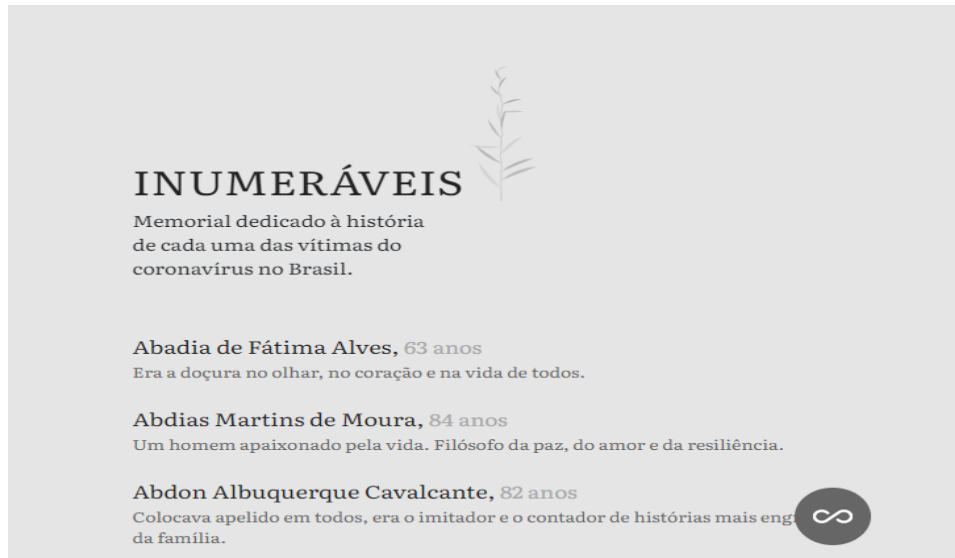 INUMERÁVEIS
Memorial dedicado à história
de cada uma das vítimas do
coronavírus no Brasil.
Abadia de Fátima Alves, 63 anos
Era a doçura no olhar, no coração e na vida de todos.
Abdias Martins de Moura, 84 anos
Um homem apaixonado pela vida. Filósofo da paz, do amor e da resiliência.
Abdon Albuquerque Cavalcante, 82 anos
Colocava apelido em todos, era o imitador e o contador de histórias mais
da família.